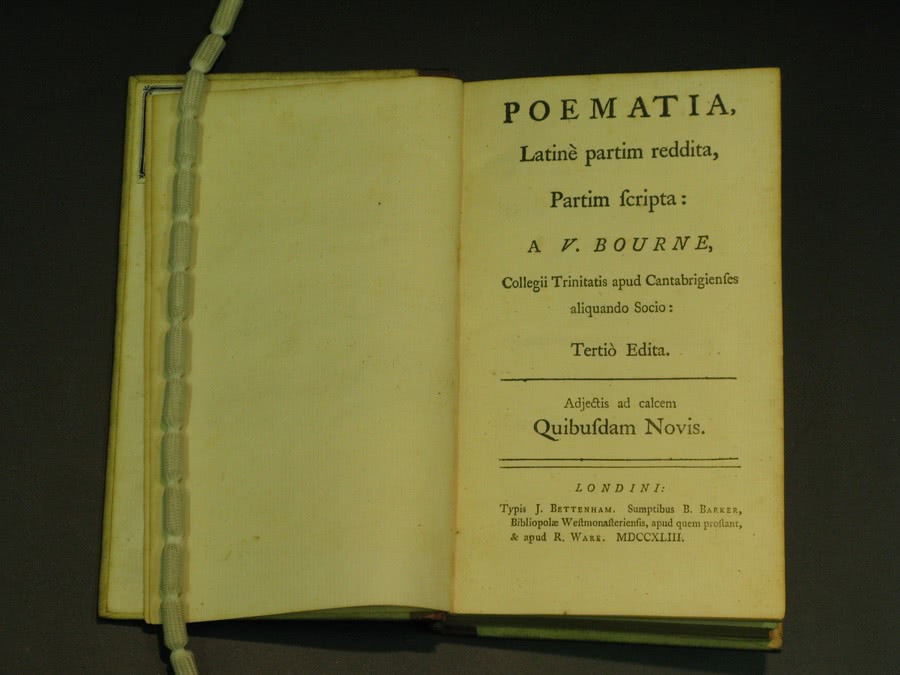 POEMATIA,
Latinè partim reddita,
Partim ſcripta:
A V. BOURNE,
Collegii Trinitatis apud Cantabrigienſes
aliquando Socio:
Tertiò Edita.
Adjectis ad calcem
Quibuſdam Novis.
LONDINI:
Typis J. BETTENHAM. Sumptibus B. BARKER,
Bibliopolæ Weſtmonaſterienſis, apud quem proſtant,
& apud R. WARE. MDCCXLIII.